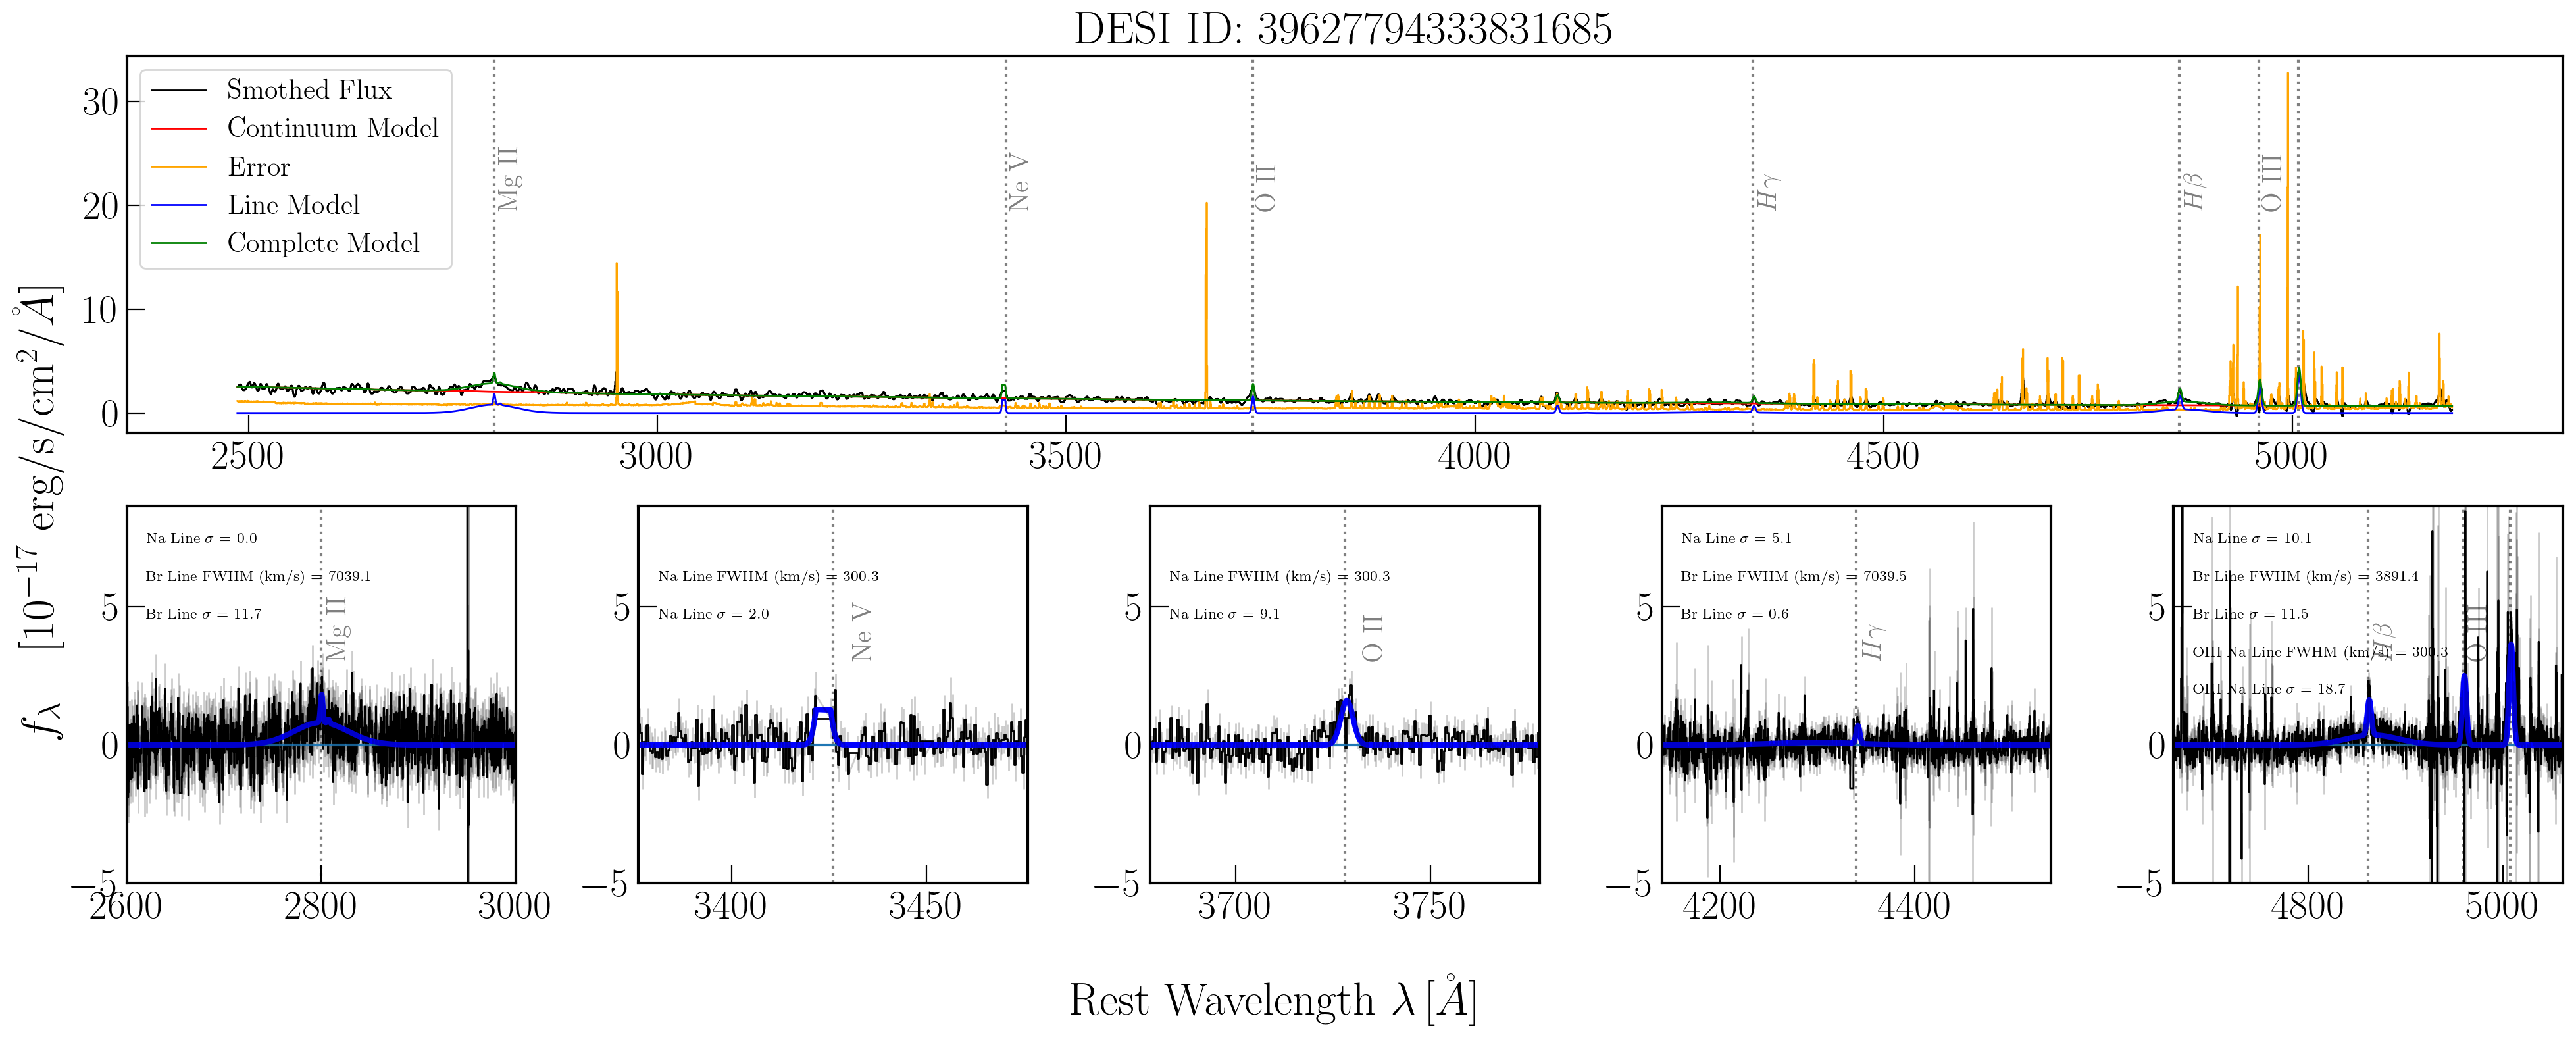 DESI ID: 39627794333831685
Smothed Flux
Continuum Model
Error
Line Model
Complete Model
Mg II
Ne V
O II
Hγ
Hβ
O III
30
20
10
0
2500 3000 3500 4000 4500 5000
f_λ [10^−17 erg/s/cm^2/Å]
Na Line σ = 0.0
Br Line FWHM (km/s) = 7039.1
Br Line σ = 11.7
Mg II
5
0
−5
2600 2800 3000
Na Line FWHM (km/s) = 300.3
Na Line σ = 2.0
Ne V
5
0
−5
3400 3450
Na Line FWHM (km/s) = 300.3
Na Line σ = 9.1
O II
5
0
−5
3700 3750
Na Line σ = 5.1
Br Line FWHM (km/s) = 7039.5
Br Line σ = 0.6
Hγ
5
0
−5
4200 4400
Na Line σ = 10.1
Br Line FWHM (km/s) = 3891.4
Br Line σ = 11.5
OIII Na Line FWHM (km/s) = 300.3
OIII Na Line σ = 18.7
Hβ
O III
5
0
−5
4800 5000
Rest Wavelength λ [Å]